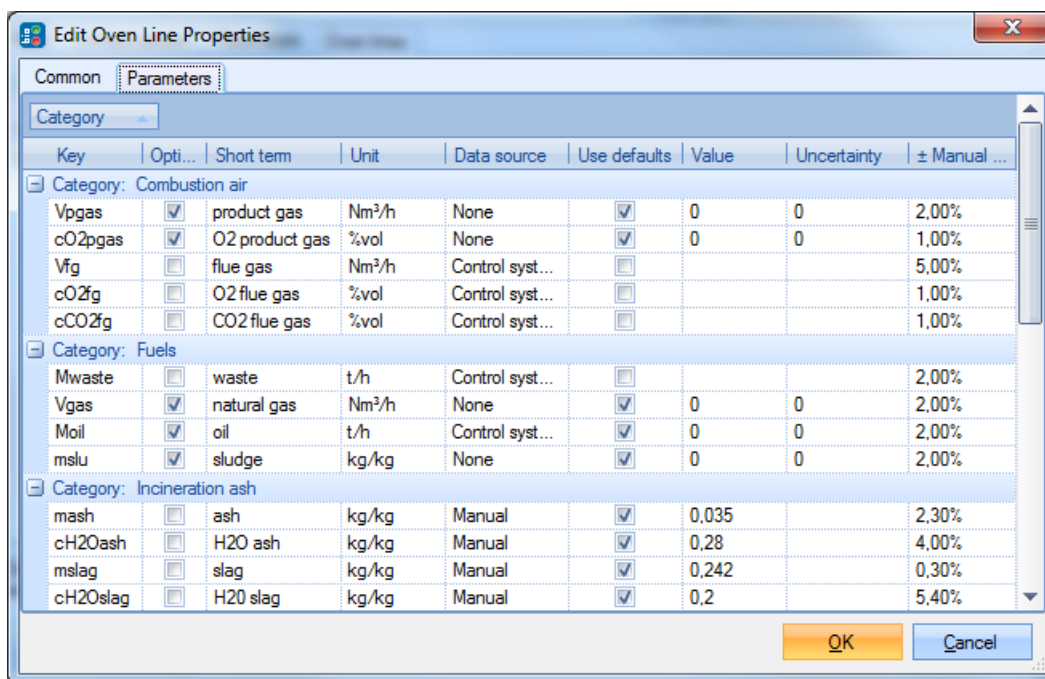 Edit Oven Line Properties
Common Parameters
Category
Key Opti... Short term Unit Data source Use defaults Value Uncertainty ± Manual ...
Category: Combustion air
Vpgas product gas Nm³/h None 0 0 2,00%
cO2pgas O2 product gas %vol None 0 0 1,00%
Vfg flue gas Nm³/h Control syst... 5,00%
cO2fg O2 flue gas %vol Control syst... 1,00%
cCO2fg CO2 flue gas %vol Control syst... 1,00%
Category: Fuels
Mwaste waste t/h Control syst... 2,00%
Vgas natural gas Nm³/h None 0 0 2,00%
Moil oil t/h Control syst... 0 0 2,00%
mslu sludge kg/kg None 0 0 2,00%
Category: Incineration ash
mash ash kg/kg Manual 0,035 2,30%
cH2Oash H2O ash kg/kg Manual 0,28 4,00%
mslag slag kg/kg Manual 0,242 0,30%
cH2Oslag H20 slag kg/kg Manual 0,2 5,40%
OK Cancel